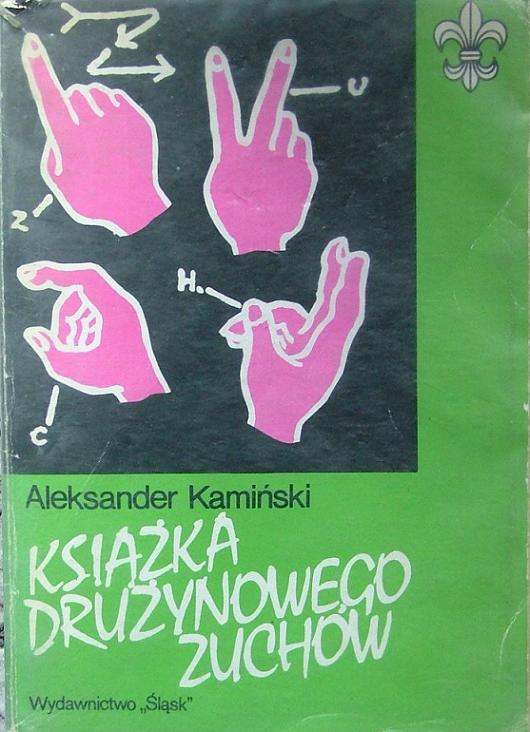 Z
U
H.
C
Aleksander Kamiński
KSIĄŻKA
DRUŻYNOWEGO
ZUCHÓW
Wydawnictwo „Śląsk”